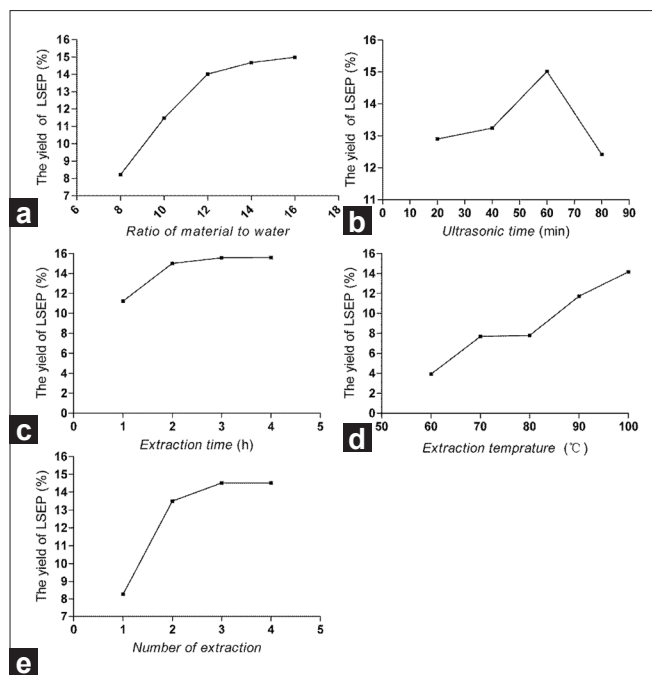 The yield of LSEP (%)
16
15
14
13
12
11
10
9
8
7
6 8 10 12 14 16 18
Ratio of material to water
a
The yield of LSEP (%)
16
15
14
13
12
11
0 10 20 30 40 50 60 70 80 90
Ultrasonic time (min)
b
The yield of LSEP (%)
16
14
12
10
8
6
4
2
0
0 1 2 3 4 5
Extraction time (h)
c
The yield of LSEP (%)
16
14
12
10
8
6
4
2
0
50 60 70 80 90 100
Extraction temprature (℃)
d
The yield of LSEP (%)
16
15
14
13
12
11
10
9
8
7
0 1 2 3 4 5
Number of extraction
e